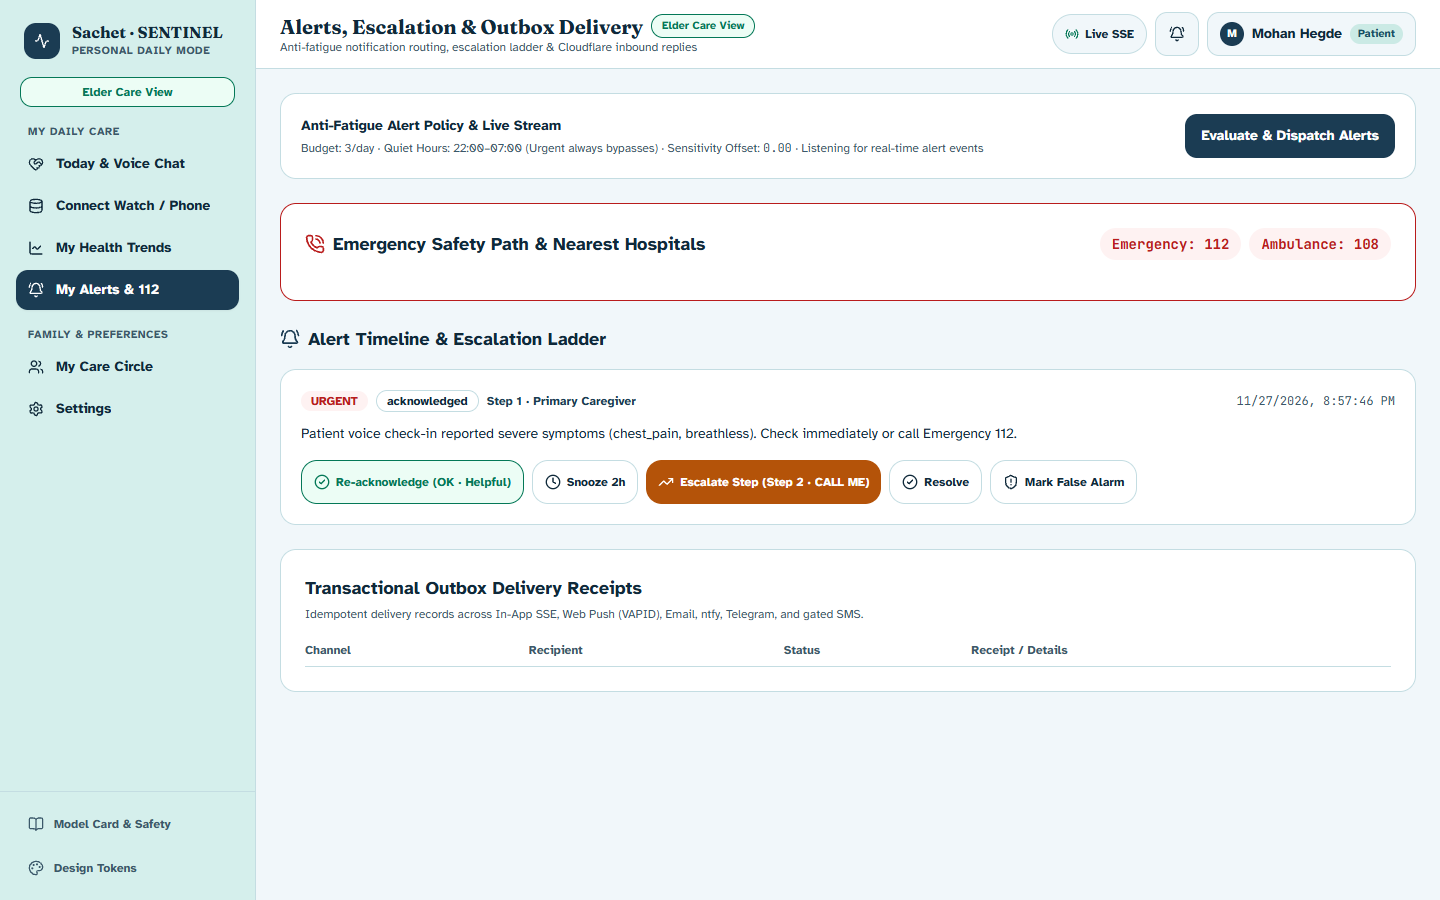 Sachet · SENTINEL
PERSONAL DAILY MODE
Elder Care View
MY DAILY CARE
Today & Voice Chat
Connect Watch / Phone
My Health Trends
My Alerts & 112
FAMILY & PREFERENCES
My Care Circle
Settings
Model Card & Safety
Design Tokens
Alerts, Escalation & Outbox Delivery
Elder Care View
Anti-fatigue notification routing, escalation ladder & Cloudflare inbound replies
Live SSE
M
Mohan Hegde
Patient
Anti-Fatigue Alert Policy & Live Stream
Budget: 3/day · Quiet Hours: 22:00–07:00 (Urgent always bypasses) · Sensitivity Offset: 0.00 · Listening for real-time alert events
Evaluate & Dispatch Alerts
Emergency Safety Path & Nearest Hospitals
Emergency: 112
Ambulance: 108
Alert Timeline & Escalation Ladder
URGENT
acknowledged
Step 1 · Primary Caregiver
11/27/2026, 8:57:46 PM
Patient voice check-in reported severe symptoms (chest_pain, breathless). Check immediately or call Emergency 112.
Re-acknowledge (OK · Helpful)
Snooze 2h
Escalate Step (Step 2 · CALL ME)
Resolve
Mark False Alarm
Transactional Outbox Delivery Receipts
Idempotent delivery records across In-App SSE, Web Push (VAPID), Email, ntfy, Telegram, and gated SMS.
Channel
Recipient
Status
Receipt / Details